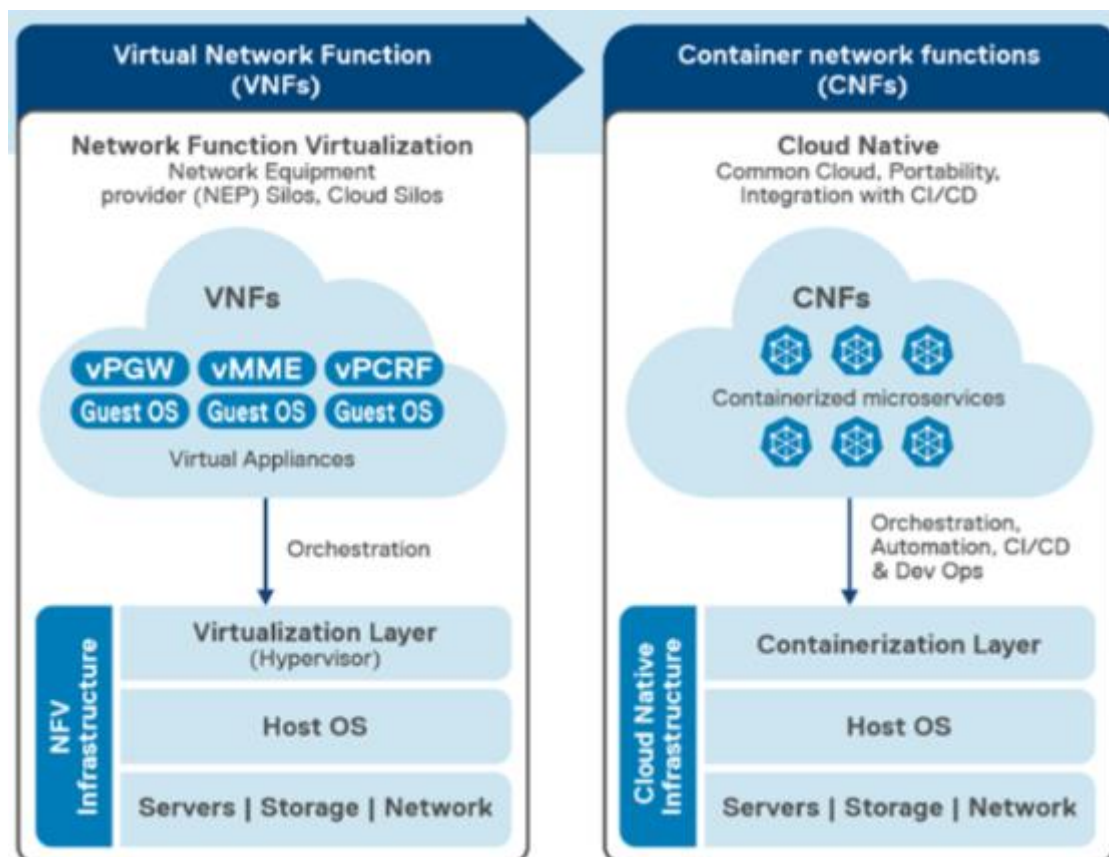 Virtual Network Function
(VNFs)
Network Function Virtualization
Network Equipment
provider (NEP) Silos, Cloud Silos
VNFs
vPGW vMME vPCRF
Guest OS Guest OS Guest OS
Virtual Appliances
Orchestration
NFV
Infrastructure
Virtualization Layer
(Hypervisor)
Host OS
Servers | Storage | Network
Container network functions
(CNFs)
Cloud Native
Common Cloud, Portability,
Integration with CI/CD
CNFs
Containerized microservices
Orchestration,
Automation, CI/CD
& Dev Ops
Cloud Native
Infrastructure
Containerization Layer
Host OS
Servers | Storage | Network